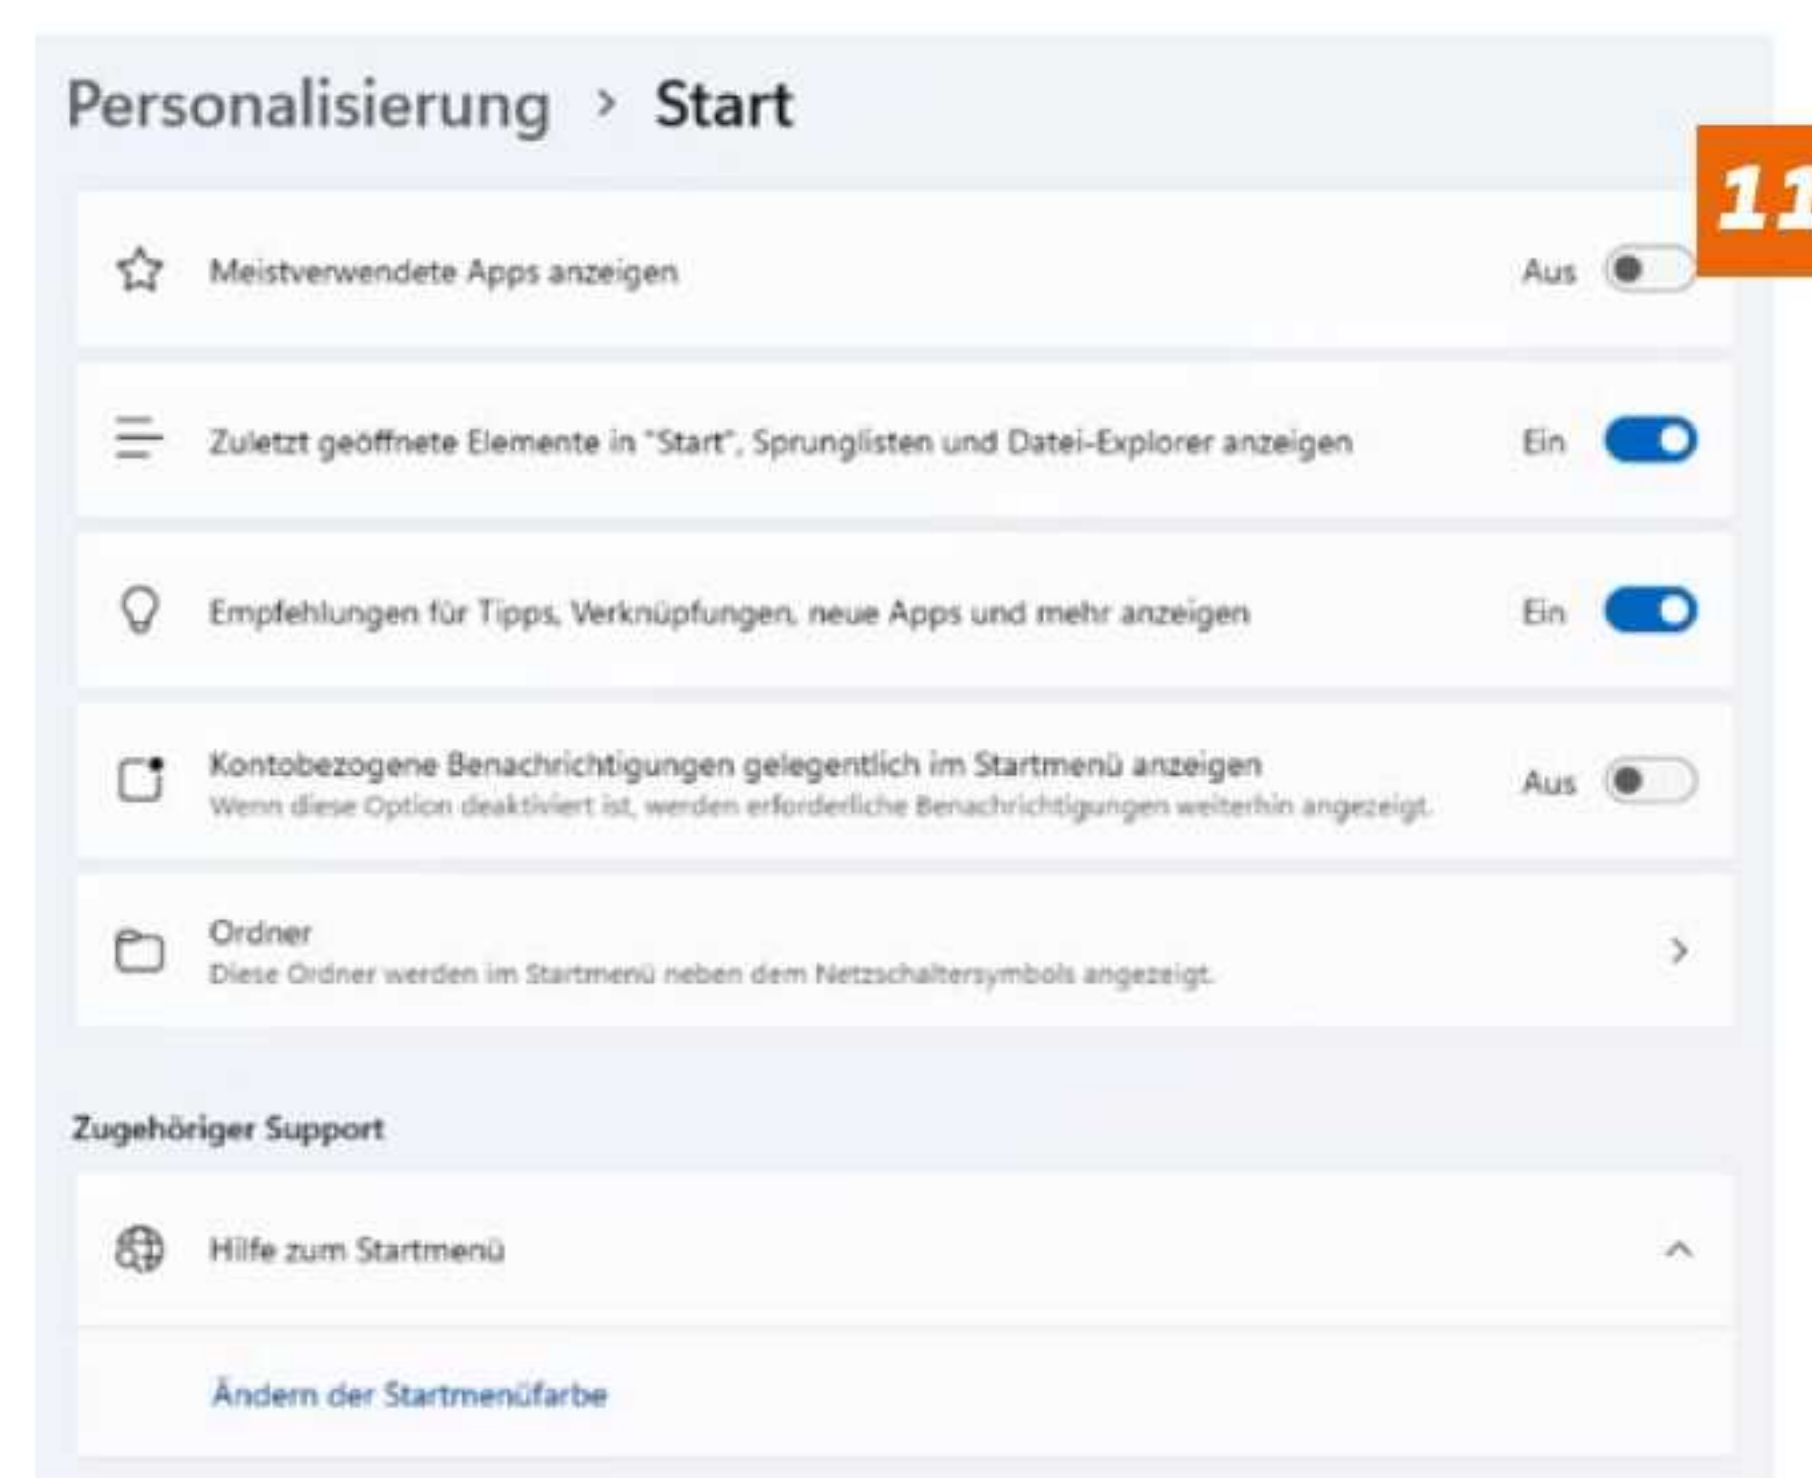 Personalisierung > Start
11
Meistverwendete Apps anzeigen
Aus
Zuletzt geöffnete Elemente in "Start", Sprunglisten und Datei-Explorer anzeigen
Ein
Empfehlungen für Tipps, Verknüpfungen, neue Apps und mehr anzeigen
Ein
Kontobezogene Benachrichtigungen gelegentlich im Startmenü anzeigen
Wenn diese Option deaktiviert ist, werden erforderliche Benachrichtigungen weiterhin angezeigt.
Aus
Ordner
Diese Ordner werden im Startmenü neben dem Netzschaltersymbols angezeigt.
Zugehöriger Support
Hilfe zum Startmenü
Ändern der Startmenüfarbe